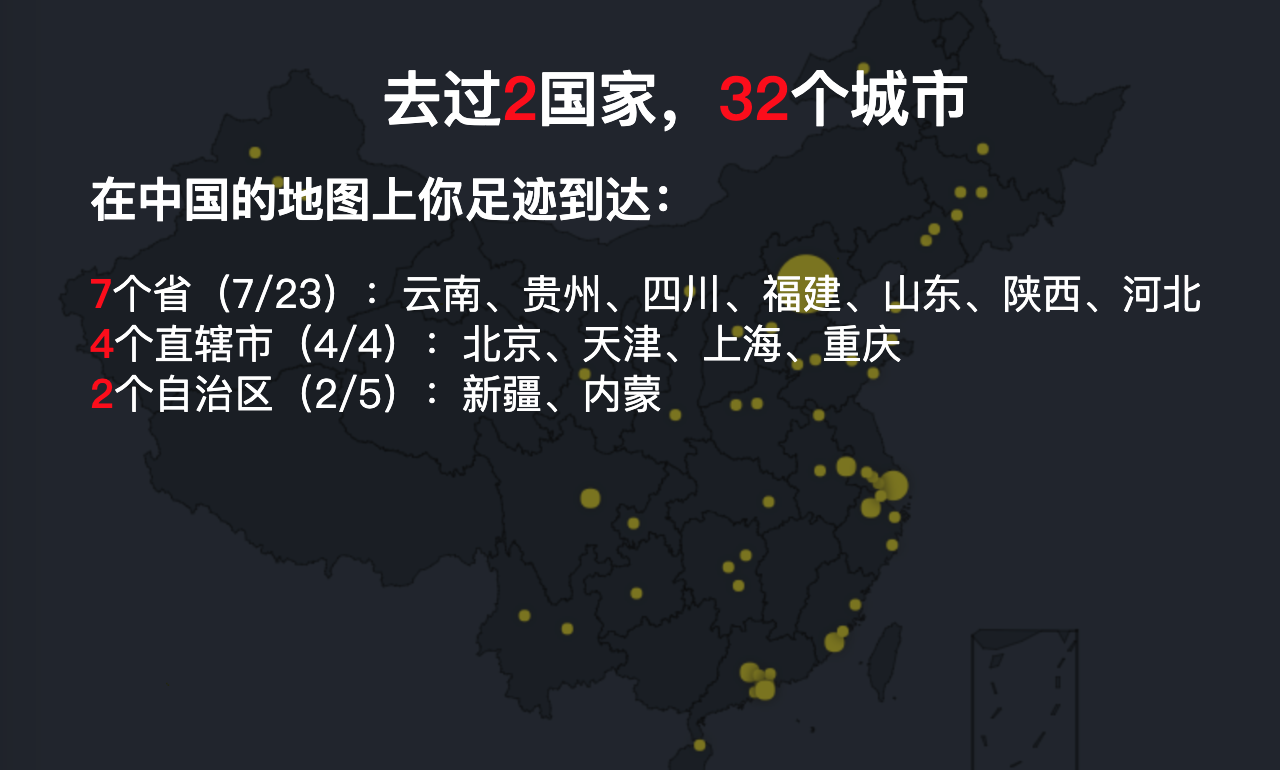 去过2国家，32个城市
在中国的地图上你足迹到达：
7个省（7/23）：云南、贵州、四川、福建、山东、陕西、河北
4个直辖市（4/4）：北京、天津、上海、重庆
2个自治区（2/5）：新疆、内蒙